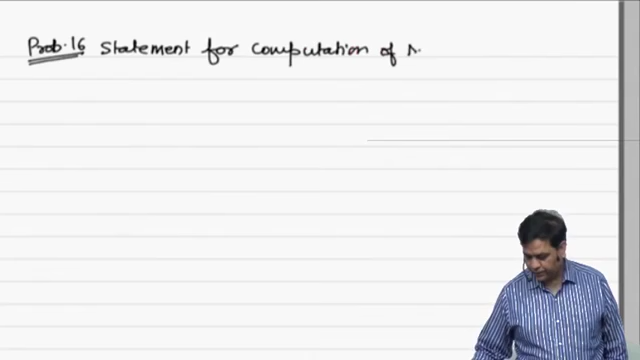 Prob. 16 Statement for computation of